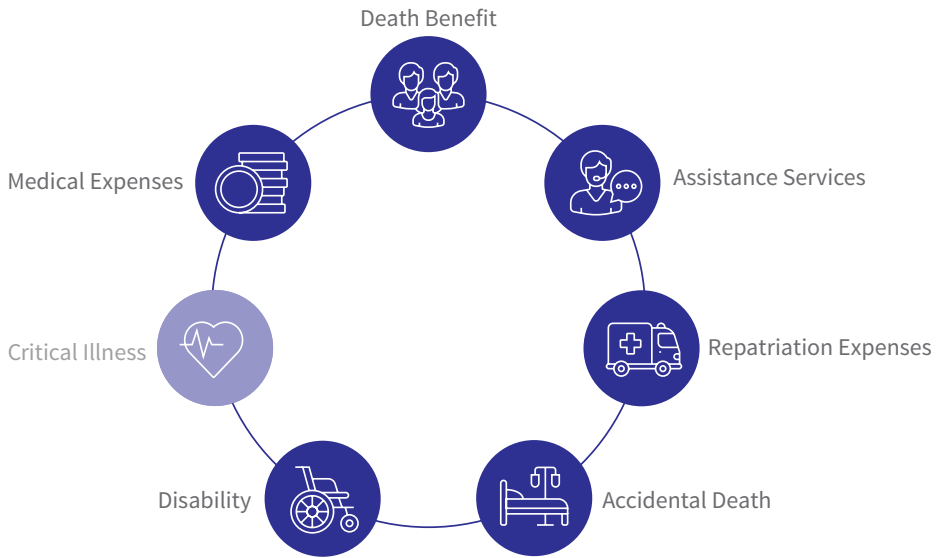 Death Benefit
Assistance Services
Medical Expenses
Repatriation Expenses
Critical Illness
Accidental Death
Disability